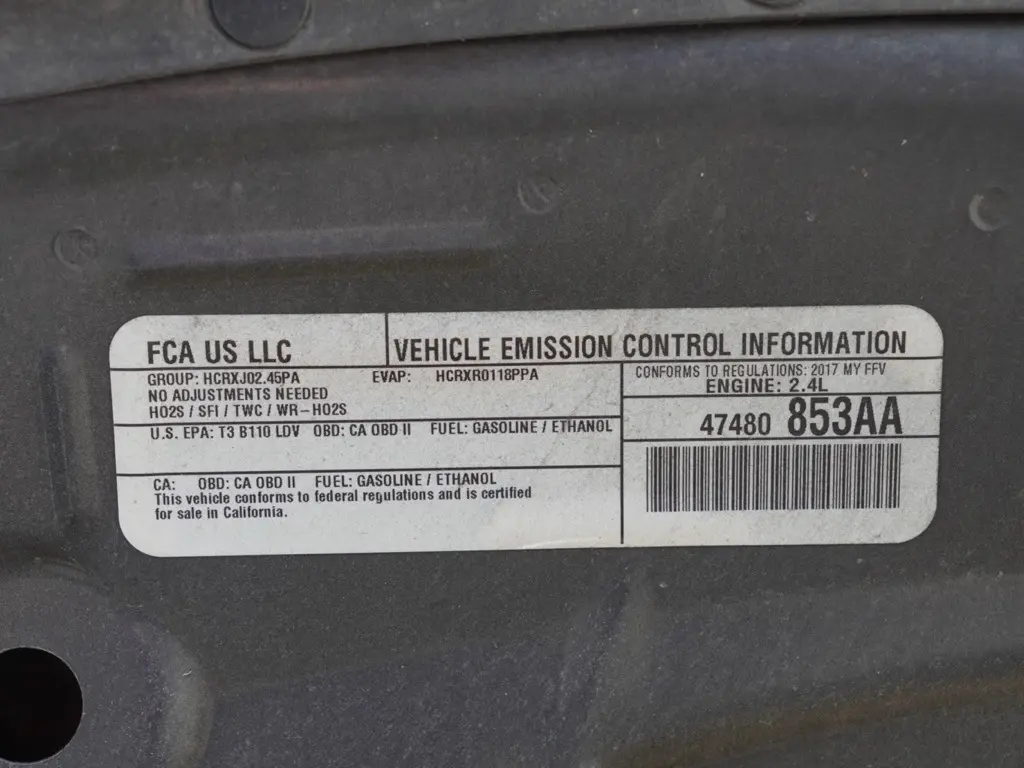 FCA US LLC
VEHICLE EMISSION CONTROL INFORMATION
GROUP: HCRXJ02.45PA EVAP: HCRXR0118PPA
NO ADJUSTMENTS NEEDED
HO2S / SFI / TWC / WR-HO2S
CONFORMS TO REGULATIONS: 2017 MY FFV
ENGINE: 2.4L
U.S. EPA: T3 B110 LDV OBD: CA OBD II FUEL: GASOLINE / ETHANOL
47480 853AA
CA: OBD: CA OBD II FUEL: GASOLINE / ETHANOL
This vehicle conforms to federal regulations and is certified
for sale in California.